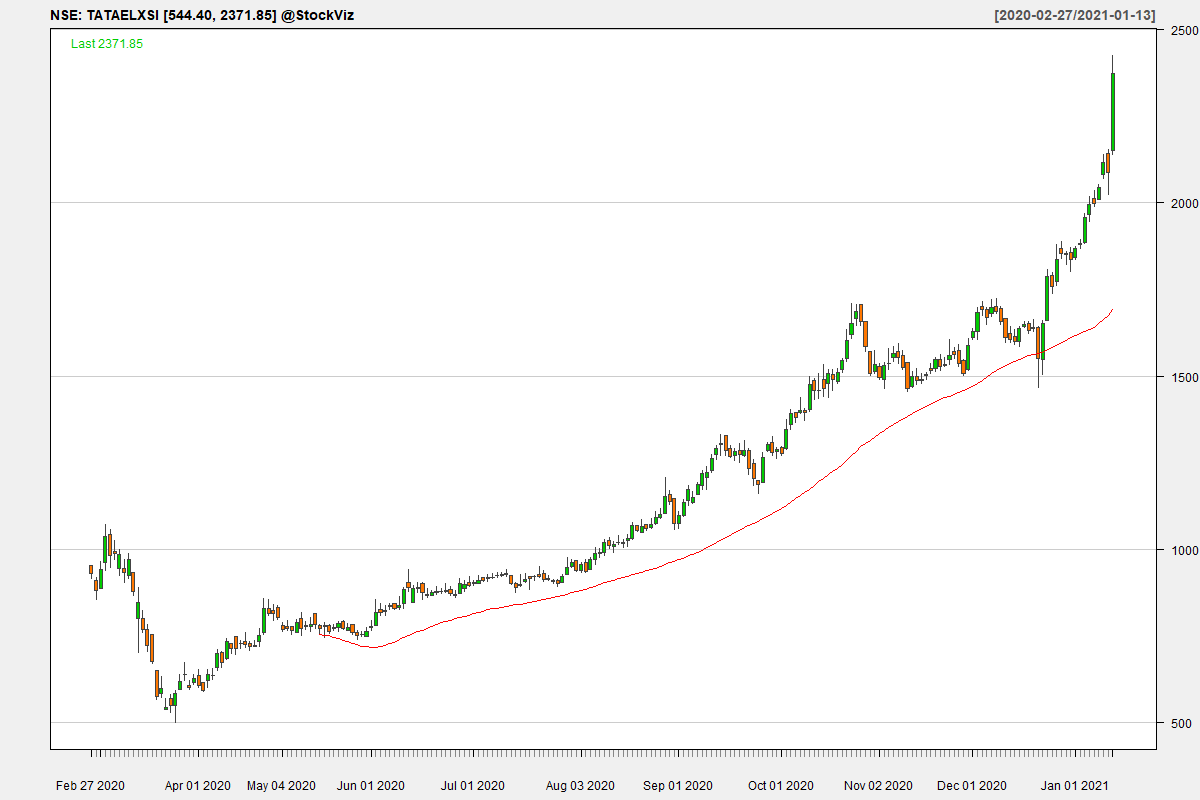 NSE: TATAELXSI [544.40, 2371.85] @StockViz
[2020-02-27/2021-01-13]
Last 2371.85
2500
2000
1500
1000
500
Feb 27 2020 Apr 01 2020 May 04 2020 Jun 01 2020 Jul 01 2020 Aug 03 2020 Sep 01 2020 Oct 01 2020 Nov 02 2020 Dec 01 2020 Jan 01 2021